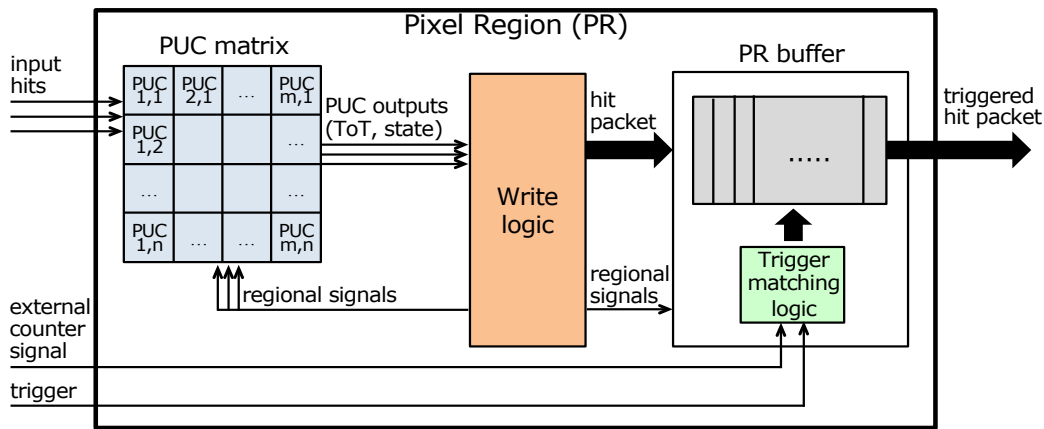 Pixel Region (PR)
PUC matrix
PR buffer
input
hits
PUC
1,1
PUC
2,1
...
PUC
m,1
PUC
1,2
...
...
...
PUC
1,n
...
...
PUC
m,n
PUC outputs
(ToT, state)
Write
logic
hit
packet
.....
triggered
hit packet
Trigger
matching
logic
regional signals
regional
signals
external
counter
signal
trigger